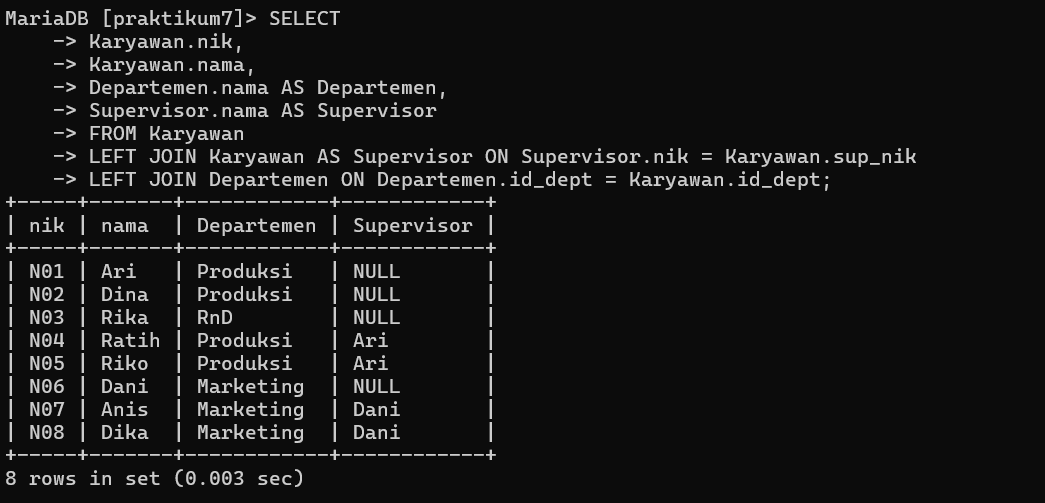 MariaDB [praktikum7]> SELECT
    -> Karyawan.nik,
    -> Karyawan.nama,
    -> Departemen.nama AS Departemen,
    -> Supervisor.nama AS Supervisor
    -> FROM Karyawan
    -> LEFT JOIN Karyawan AS Supervisor ON Supervisor.nik = Karyawan.sup_nik
    -> LEFT JOIN Departemen ON Departemen.id_dept = Karyawan.id_dept;
+-----+-------+------------+------------+
| nik | nama  | Departemen | Supervisor |
+-----+-------+------------+------------+
| N01 | Ari   | Produksi   | NULL       |
| N02 | Dina  | Produksi   | NULL       |
| N03 | Rika  | RnD        | NULL       |
| N04 | Ratih | Produksi   | Ari        |
| N05 | Riko  | Produksi   | Ari        |
| N06 | Dani  | Marketing  | NULL       |
| N07 | Anis  | Marketing  | Dani       |
| N08 | Dika  | Marketing  | Dani       |
+-----+-------+------------+------------+
8 rows in set (0.003 sec)